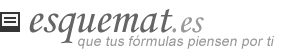 esquemat.es
que tus fórmulas piensen por ti